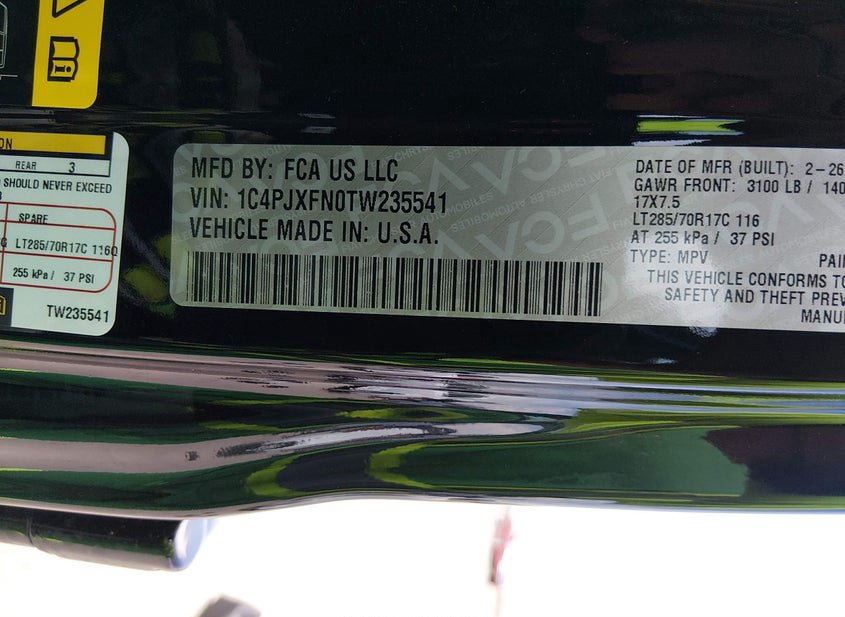 ON
REAR 3
SHOULD NEVER EXCEED
SPARE
LT285/70R17C 116Q
255 kPa / 37 PSI
TW235541
MFD BY: FCA US LLC
VIN: 1C4PJXFN0TW235541
VEHICLE MADE IN: U.S.A.
DATE OF MFR (BUILT): 2-26
GAWR FRONT: 3100 LB / 140
17X7.5
LT285/70R17C 116
AT 255 kPa / 37 PSI
TYPE: MPV PAI
THIS VEHICLE CONFORMS TO
SAFETY AND THEFT PREV
MANU